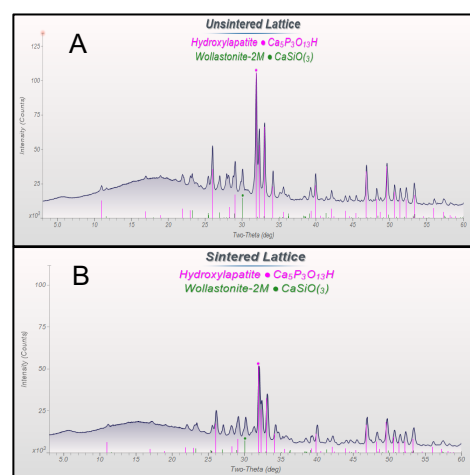 A
Unsintered Lattice
Hydroxylapatite ● Ca5P3O13H
Wollastonite-2M ● CaSiO(3)
125
100
75
50
25
x10^3
Intensity (Counts)
5.0 10 15 20 25 30 35 40 45 50 55 60
Two-Theta (deg)
B
Sintered Lattice
Hydroxylapatite ● Ca5P3O13H
Wollastonite-2M ● CaSiO(3)
100
75
50
25
Intensity (Counts)
5.0 10 15 20 25 30 35 40 45 50 55 60
Two-Theta (deg)